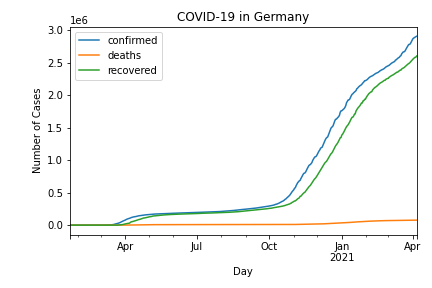 COVID-19 in Germany
1e6
confirmed
deaths
recovered
Number of Cases
3.0
2.5
2.0
1.5
1.0
0.5
0.0
Apr
Jul
Oct
Jan
2021
Apr
Day